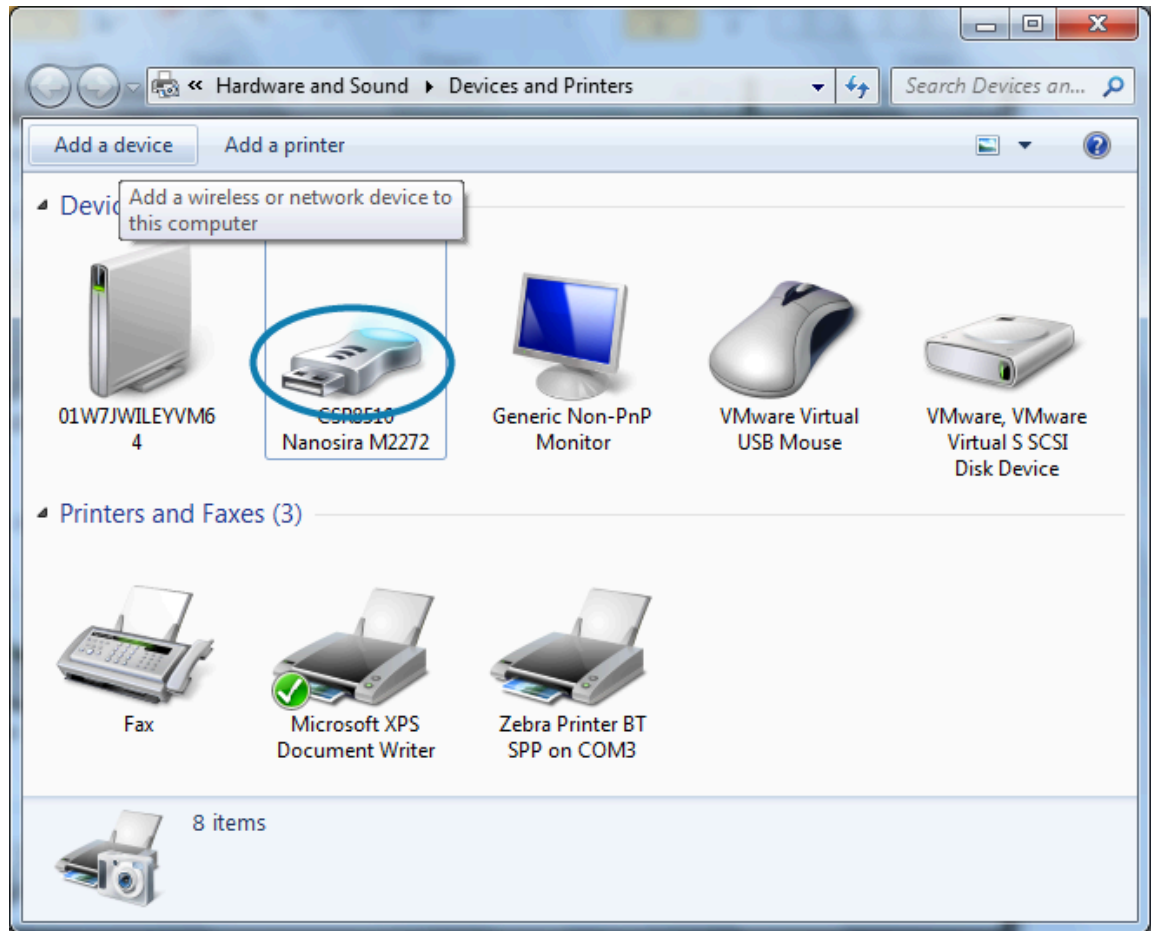 « Hardware and Sound ▸ Devices and Printers
Search Devices an...
Add a device Add a printer
Add a wireless or network device to
this computer
Devic
01W7JWILEYVM6
4
CSR8510
Nanosira M2272
Generic Non-PnP
Monitor
VMware Virtual
USB Mouse
VMware, VMware
Virtual S SCSI
Disk Device
Printers and Faxes (3)
Fax
Microsoft XPS
Document Writer
Zebra Printer BT
SPP on COM3
8 items